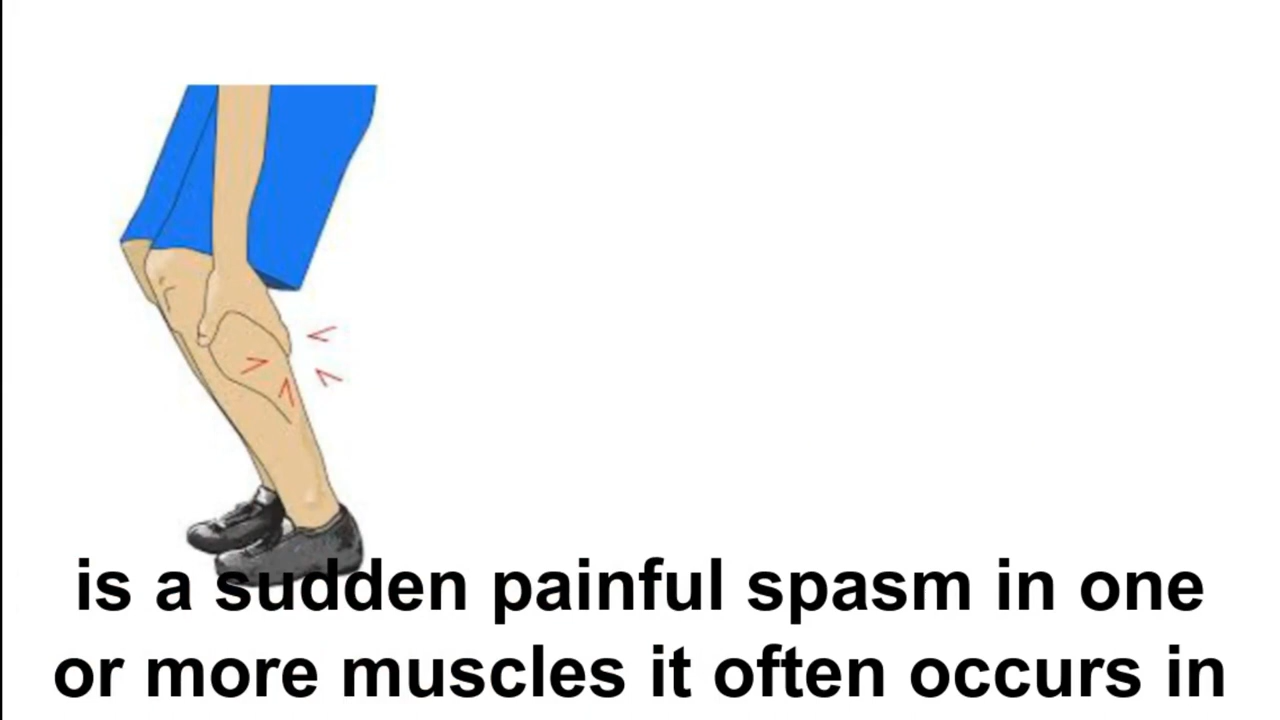 is a sudden painful spasm in one
or more muscles it often occurs in